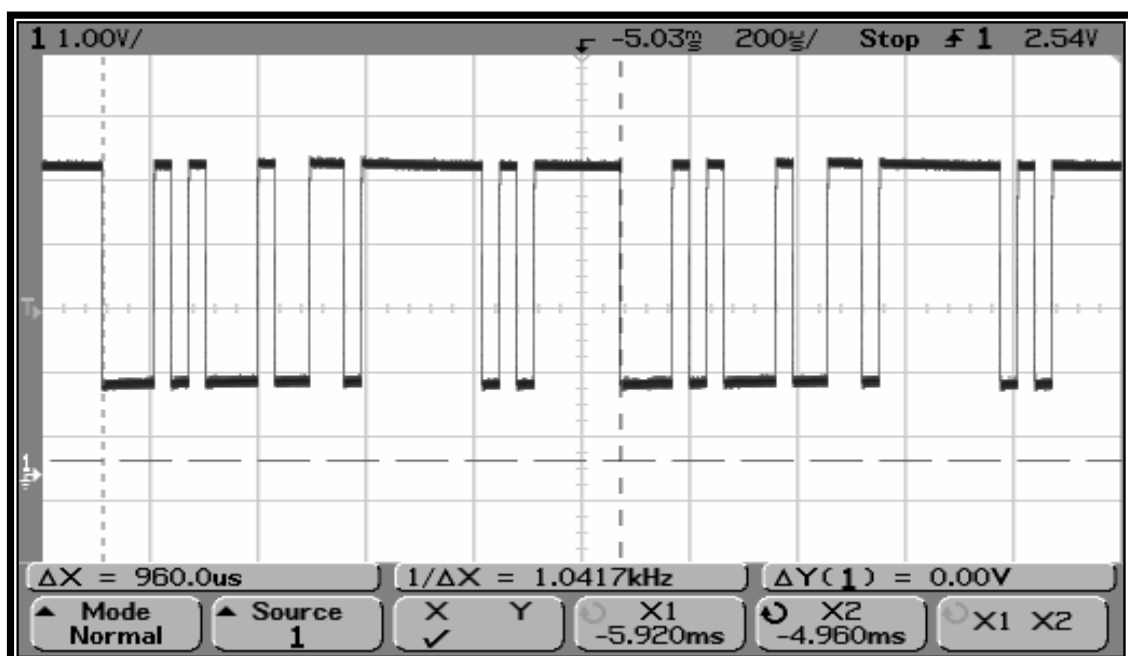 1 1.00V/ -5.03ms 200us/ Stop 1 2.54V
T
1
ΔX = 960.0us 1/ΔX = 1.0417kHz ΔY(1) = 0.00V
Mode Source X Y X1 X2 X1 X2
Normal 1 ✓ -5.920ms -4.960ms